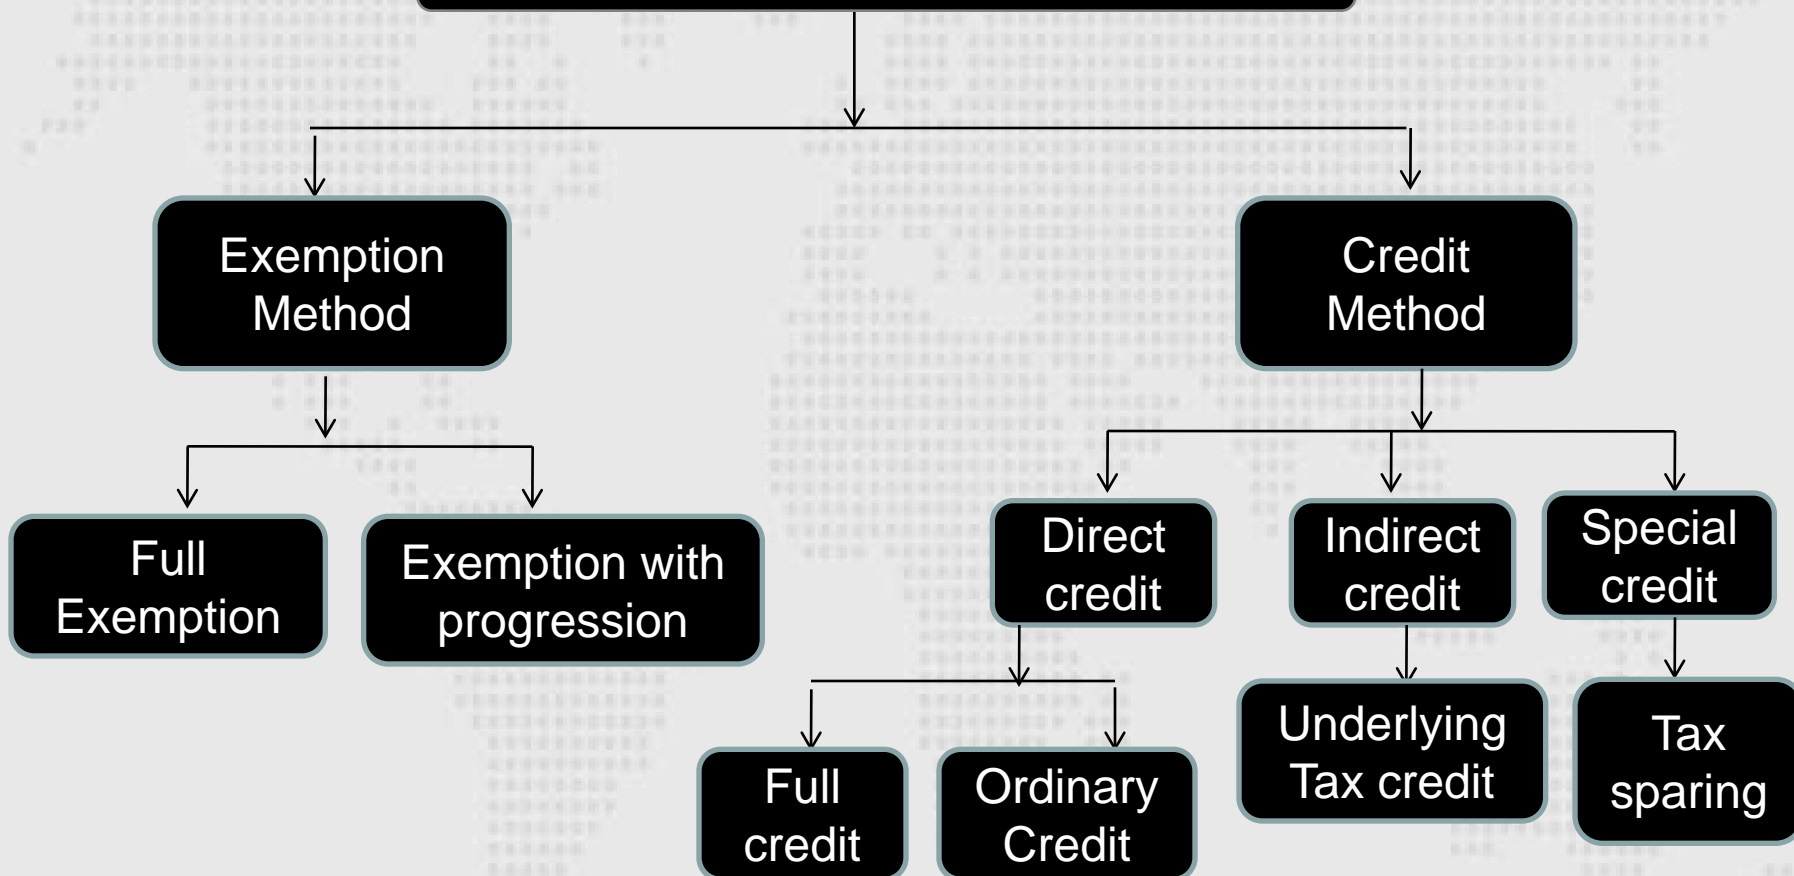 Exemption
Method
Credit
Method
Full
Exemption
Exemption with
progression
Direct
credit
Indirect
credit
Special
credit
Full
credit
Ordinary
Credit
Underlying
Tax credit
Tax
sparing